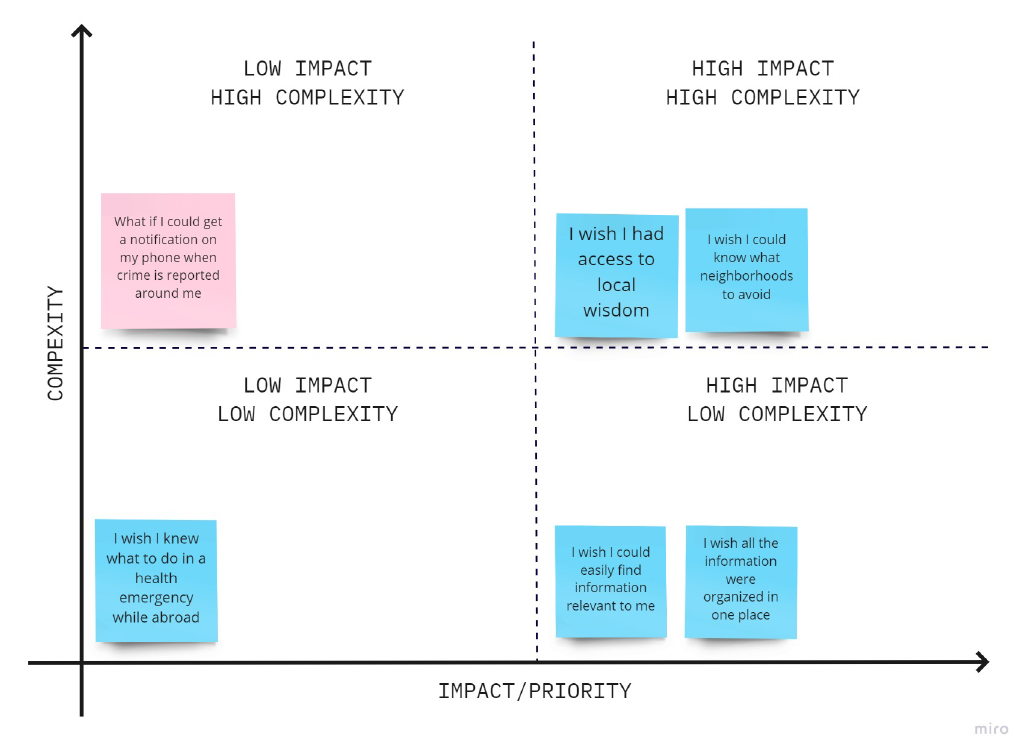 LOW IMPACT
HIGH COMPLEXITY
HIGH IMPACT
HIGH COMPLEXITY
What if I could get
a notification on
my phone when
crime is reported
around me
I wish I had
access to
local
wisdom
I wish I could
know what
neighborhoods
to avoid
COMPEXITY
LOW IMPACT
LOW COMPLEXITY
HIGH IMPACT
LOW COMPLEXITY
I wish I knew
what to do in a
health
emergency
while abroad
I wish I could
easily find
information
relevant to me
I wish all the
information
were
organized in
one place
IMPACT/PRIORITY
miro